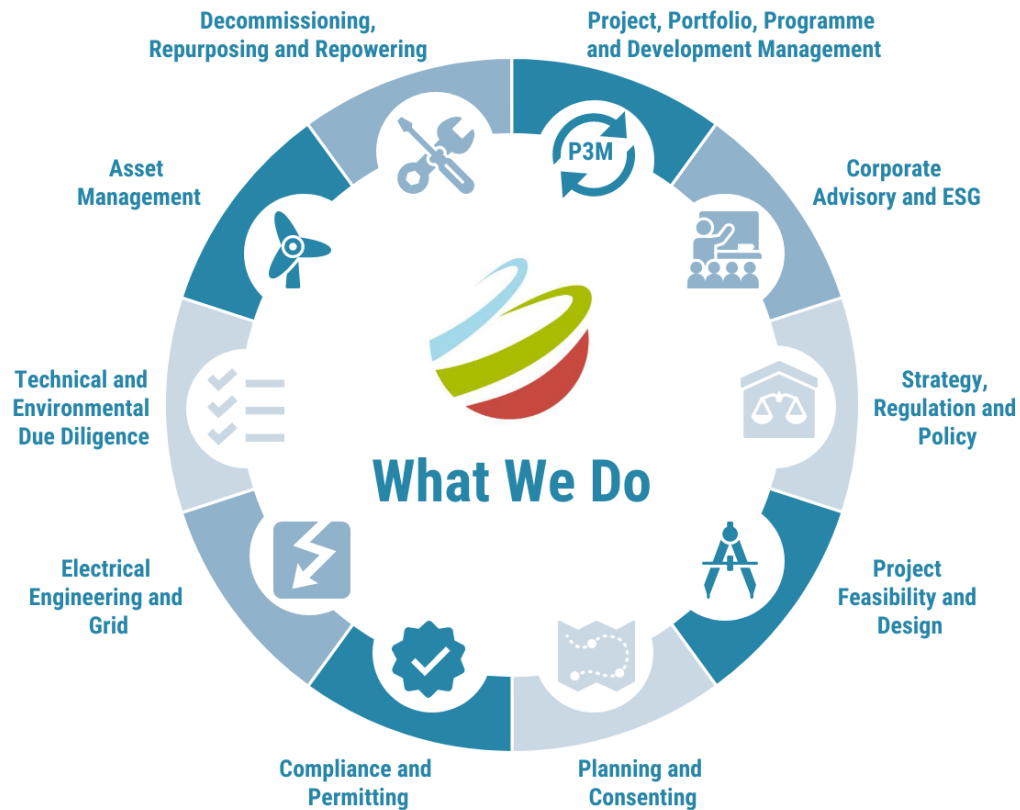 Decommissioning,
Repurposing and Repowering
Project, Portfolio, Programme
and Development Management
P3M
Asset
Management
Corporate
Advisory and ESG
Technical and
Environmental
Due Diligence
Strategy,
Regulation and
Policy
What We Do
Electrical
Engineering and
Grid
Project
Feasibility and
Design
Compliance and
Permitting
Planning and
Consenting